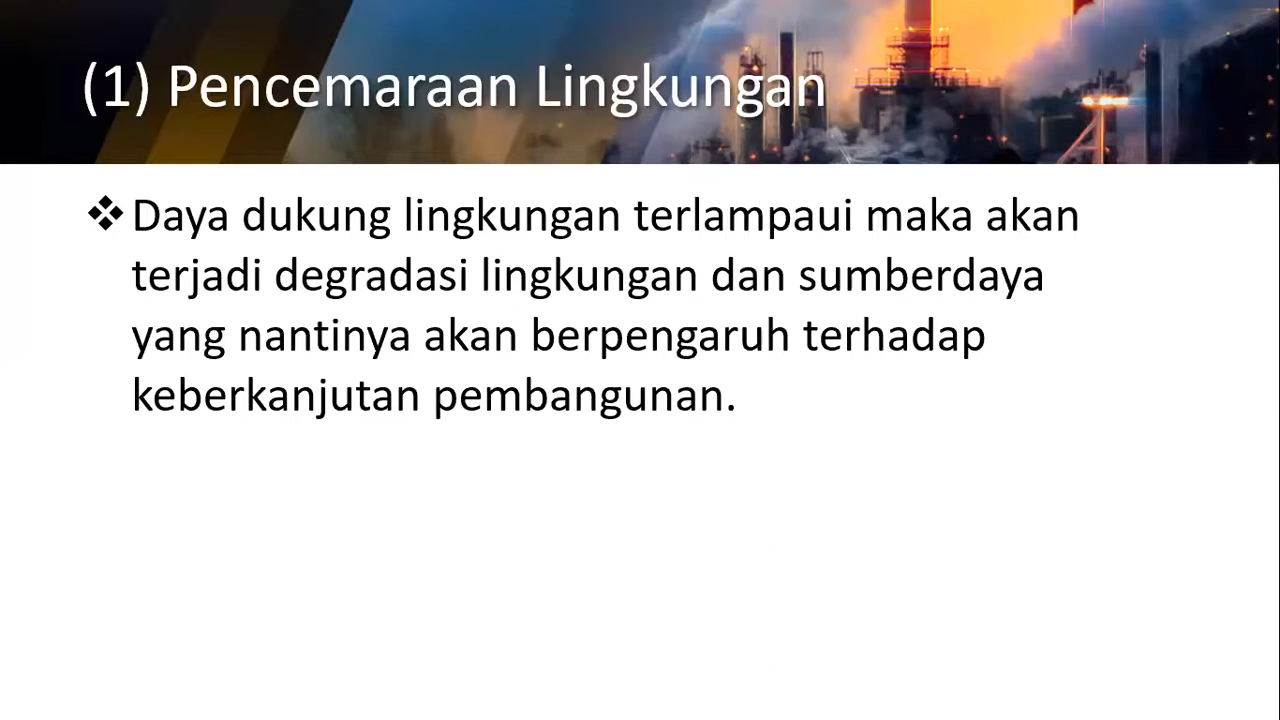 (1) Pencemaraan Lingkungan
❖Daya dukung lingkungan terlampaui maka akan
terjadi degradasi lingkungan dan sumberdaya
yang nantinya akan berpengaruh terhadap
keberkanjutan pembangunan.